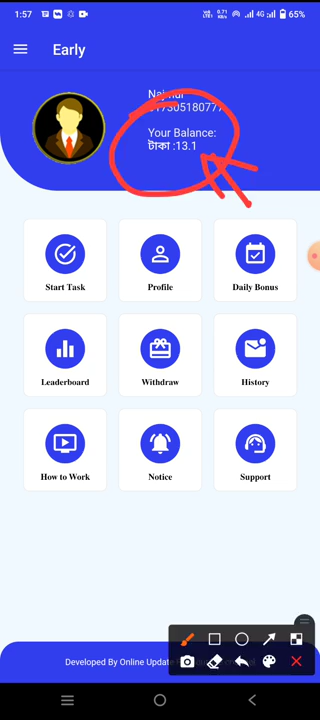 1:57
4G
65%
Early
Your Balance:
টাকা :13.1
Start Task
Profile
Daily Bonus
Leaderboard
Withdraw
History
How to Work
Notice
Support
Developed By Online Update